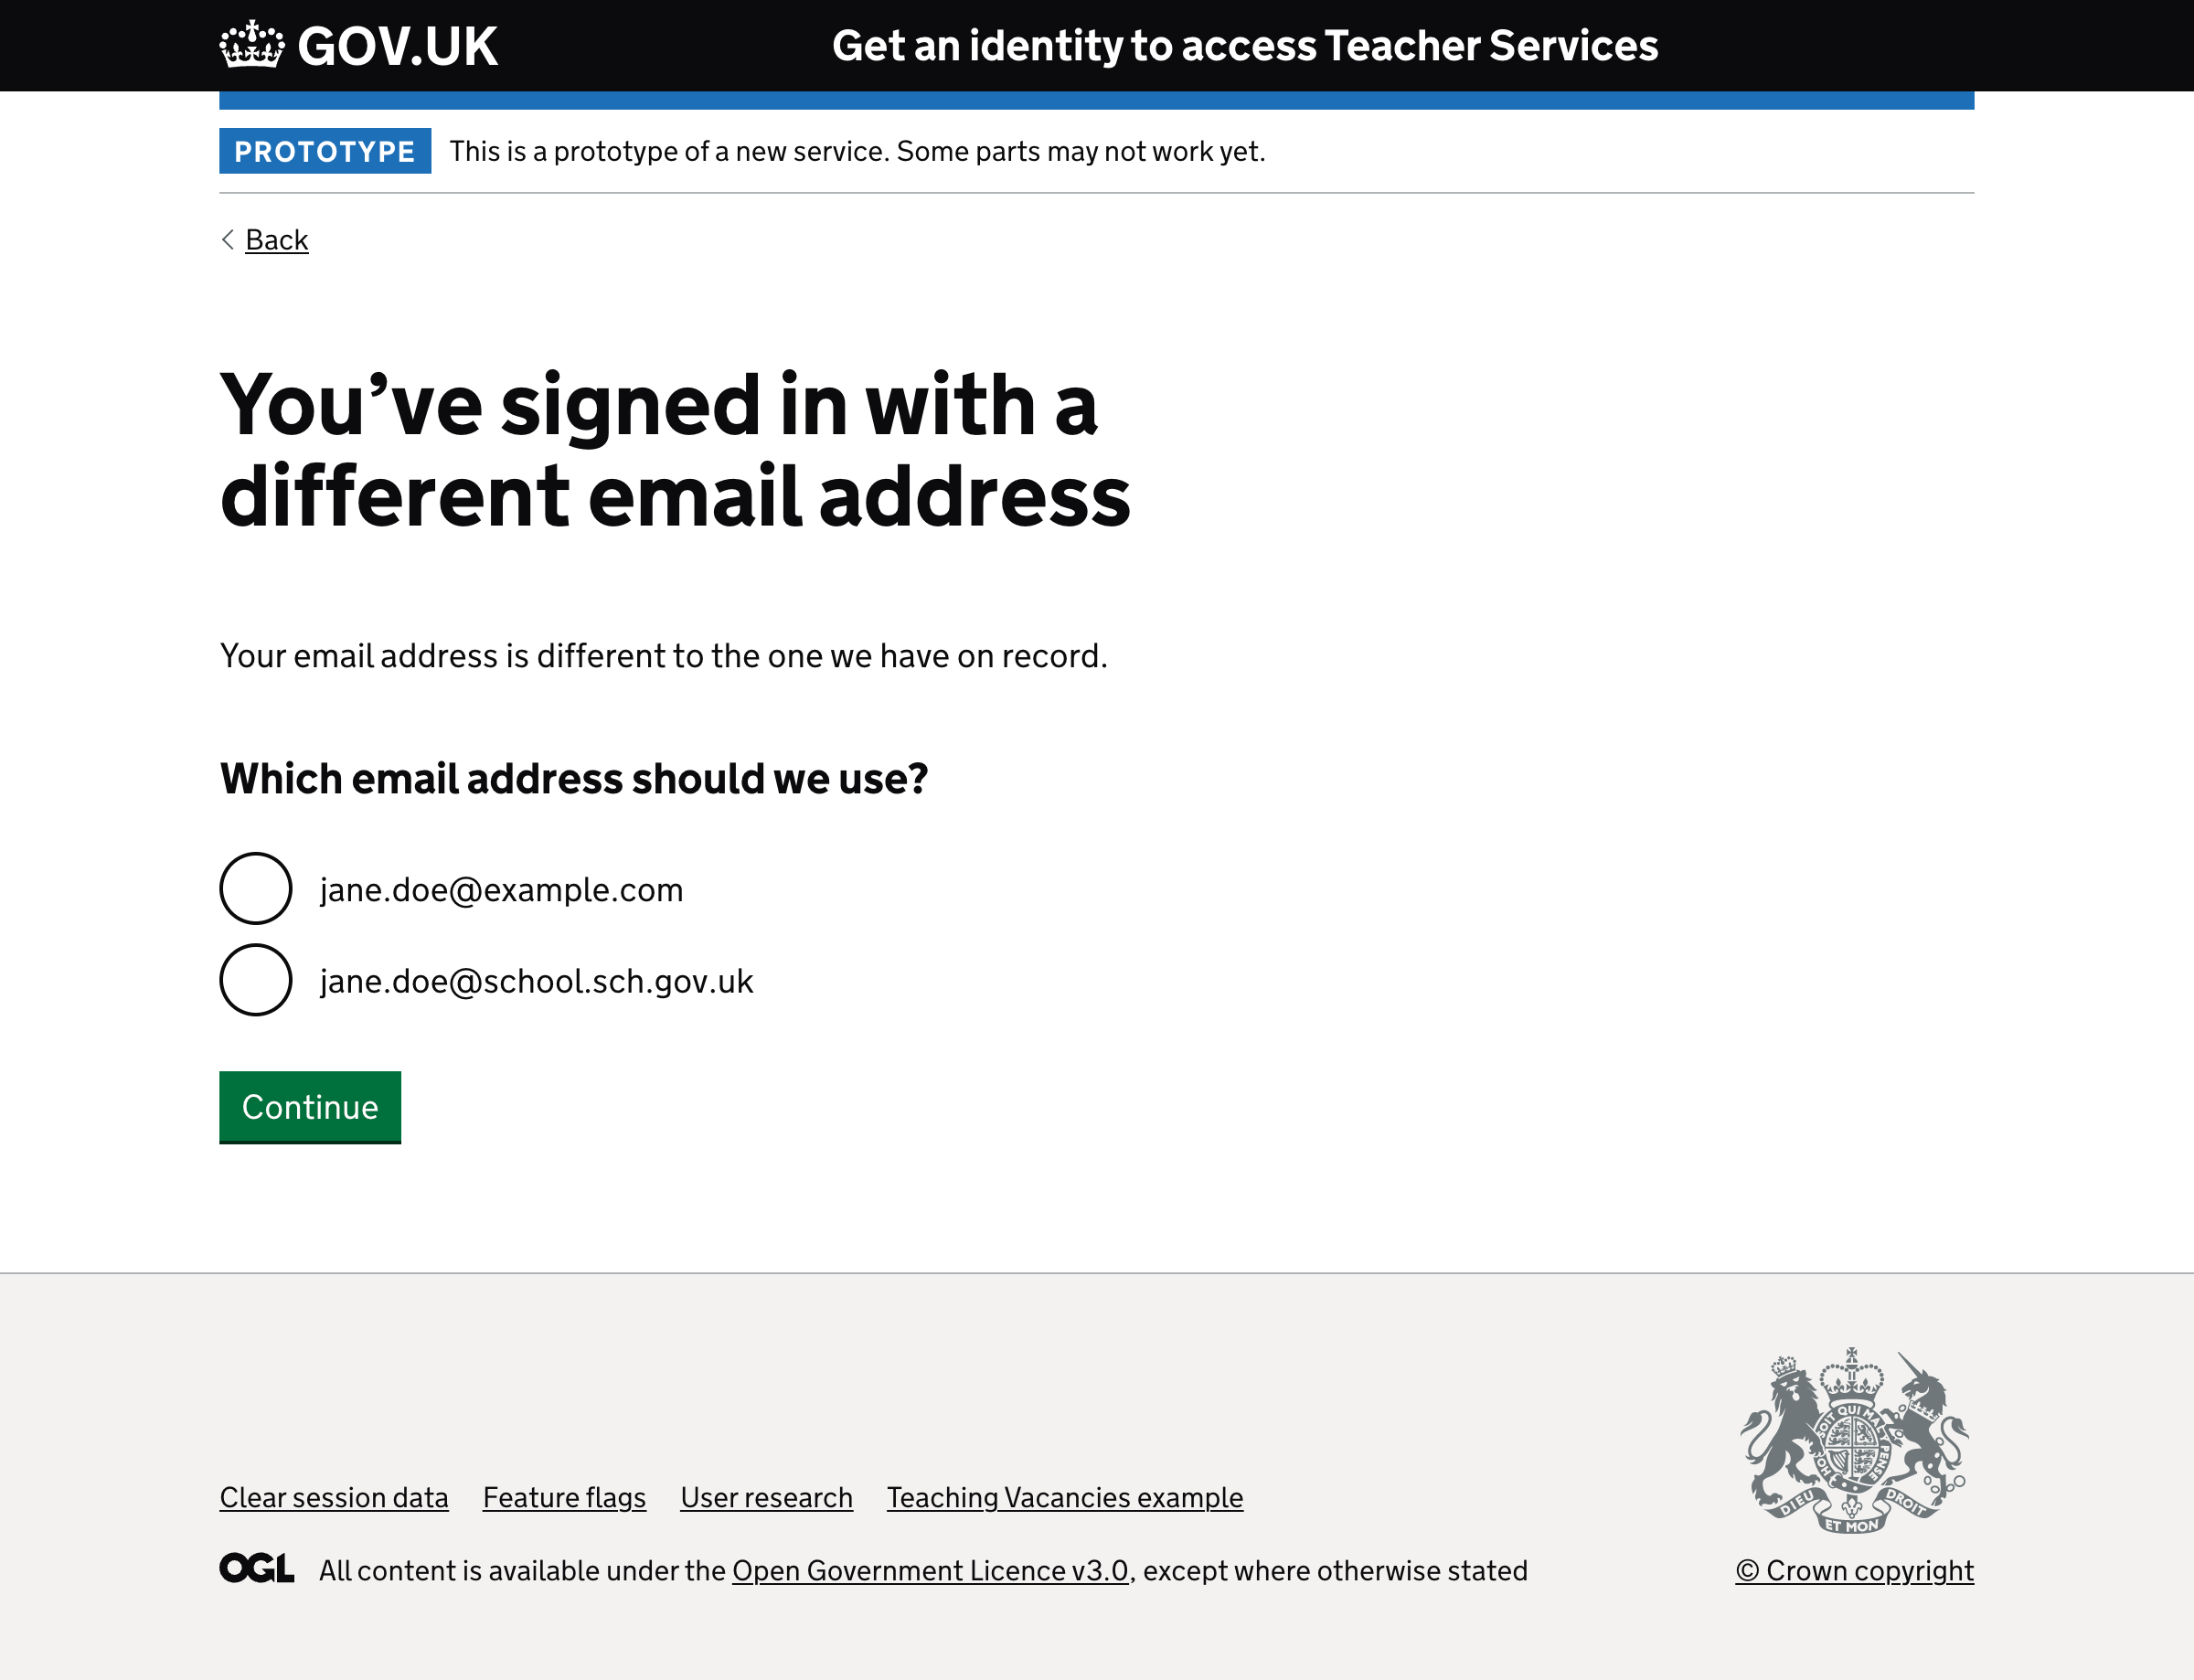 GOV.UK
Get an identity to access Teacher Services
PROTOTYPE This is a prototype of a new service. Some parts may not work yet.
Back
You’ve signed in with a
different email address
Your email address is different to the one we have on record.
Which email address should we use?
jane.doe@example.com
jane.doe@school.sch.gov.uk
Continue
Clear session data Feature flags User research Teaching Vacancies example
OGL All content is available under the Open Government Licence v3.0, except where otherwise stated
SOIT QUI MAL PENSE
HON
DIEU ET MON DROIT
© Crown copyright